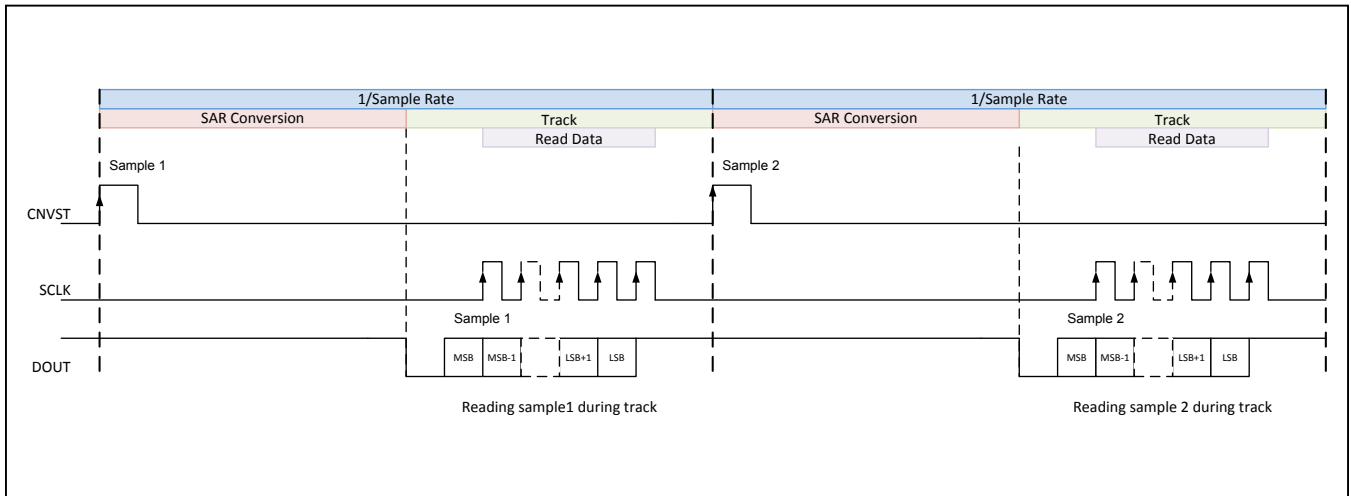 1/Sample Rate 1/Sample Rate
SAR Conversion Track SAR Conversion Track
Read Data Read Data
Sample 1 Sample 2
CNVST
SCLK
Sample 1 Sample 2
DOUT MSB MSB-1 LSB+1 LSB MSB MSB-1 LSB+1 LSB
Reading sample1 during track Reading sample 2 during track